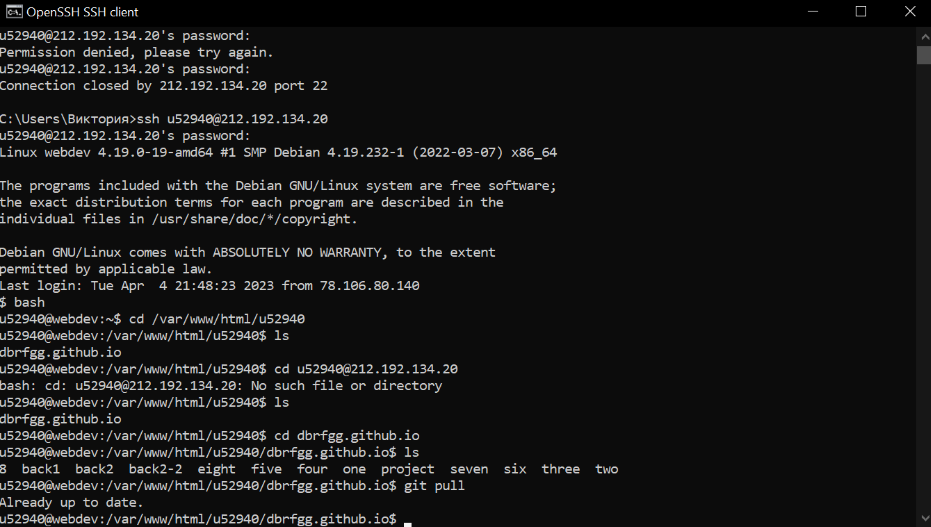 OpenSSH SSH client
u52940@212.192.134.20's password:
Permission denied, please try again.
u52940@212.192.134.20's password:
Connection closed by 212.192.134.20 port 22
C:\Users\Виктория>ssh u52940@212.192.134.20
u52940@212.192.134.20's password:
Linux webdev 4.19.0-19-amd64 #1 SMP Debian 4.19.232-1 (2022-03-07) x86_64
The programs included with the Debian GNU/Linux system are free software;
the exact distribution terms for each program are described in the
individual files in /usr/share/doc/*/copyright.
Debian GNU/Linux comes with ABSOLUTELY NO WARRANTY, to the extent
permitted by applicable law.
Last login: Tue Apr  4 21:48:23 2023 from 78.106.80.140
$ bash
u52940@webdev:~$ cd /var/www/html/u52940
u52940@webdev:/var/www/html/u52940$ ls
dbrfgg.github.io
u52940@webdev:/var/www/html/u52940$ cd u52940@212.192.134.20
bash: cd: u52940@212.192.134.20: No such file or directory
u52940@webdev:/var/www/html/u52940$ ls
dbrfgg.github.io
u52940@webdev:/var/www/html/u52940$ cd dbrfgg.github.io
u52940@webdev:/var/www/html/u52940/dbrfgg.github.io$ ls
8  back1  back2  back2-2  eight  five  four  one  project  seven  six  three  two
u52940@webdev:/var/www/html/u52940/dbrfgg.github.io$ git pull
Already up to date.
u52940@webdev:/var/www/html/u52940/dbrfgg.github.io$